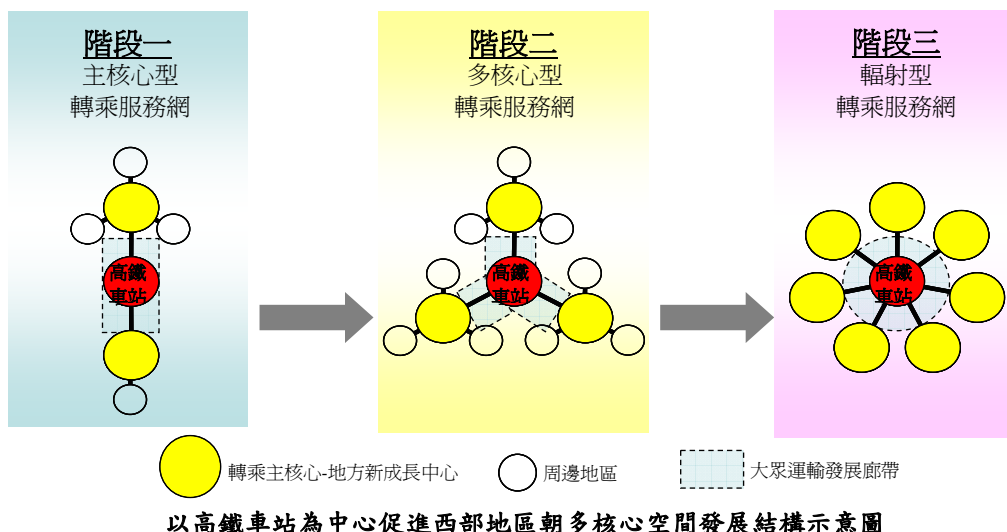 階段一
主核心型
轉乘服務網
高鐵
車站
階段二
多核心型
轉乘服務網
高鐵
車站
階段三
輻射型
轉乘服務網
高鐵
車站
轉乘主核心-地方新成長中心
周邊地區
大眾運輸發展廊帶
以高鐵車站為中心促進西部地區朝多核心空間發展結構示意圖